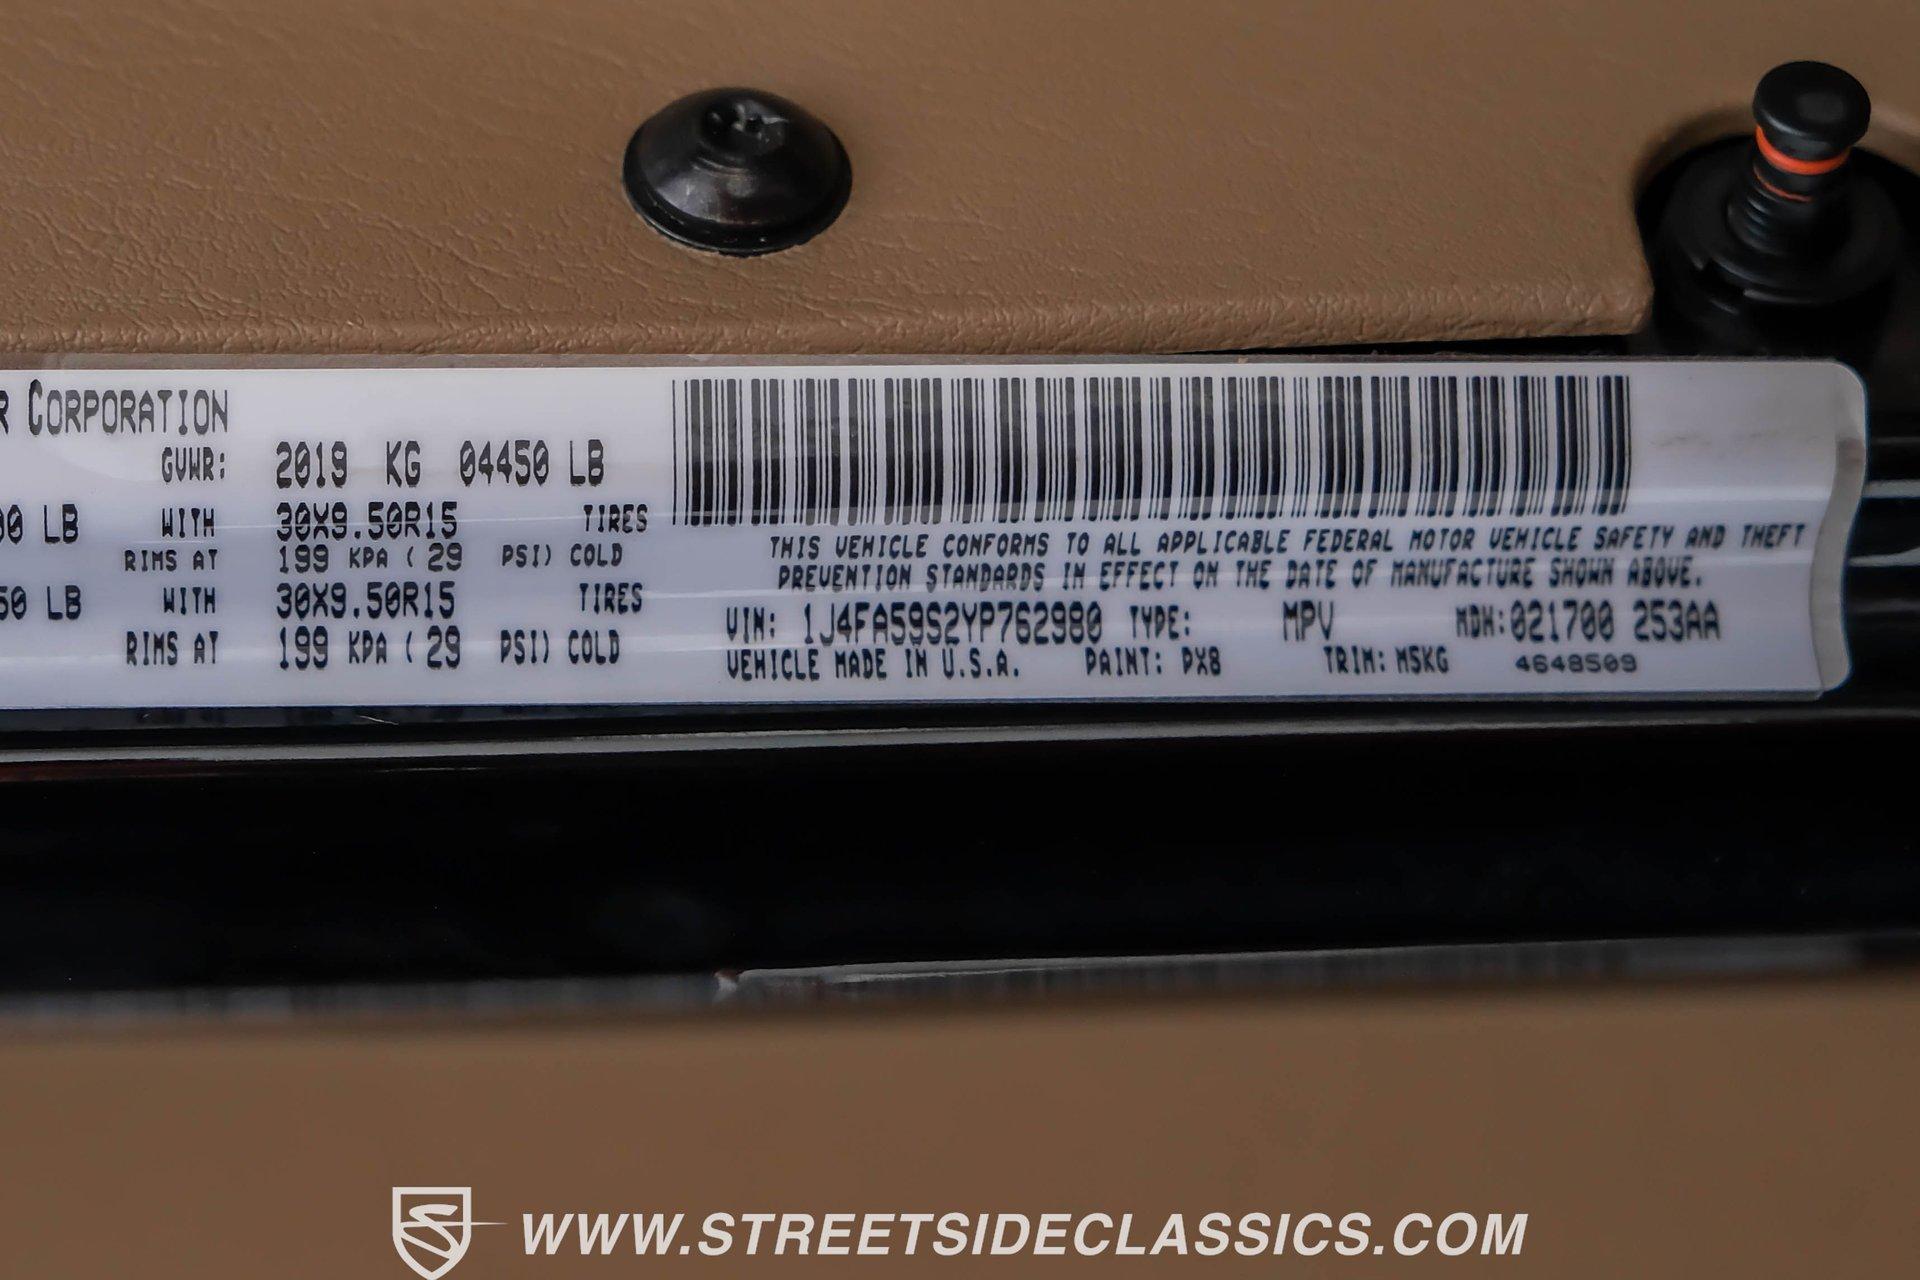 R CORPORATION
GVWR: 2019 KG 04450 LB
00 LB WITH 30X9.50R15 TIRES
RIMS AT 199 KPA ( 29 PSI) COLD
50 LB WITH 30X9.50R15 TIRES
RIMS AT 199 KPA ( 29 PSI) COLD
THIS VEHICLE CONFORMS TO ALL APPLICABLE FEDERAL MOTOR VEHICLE SAFETY AND THEFT
PREVENTION STANDARDS IN EFFECT ON THE DATE OF MANUFACTURE SHOWN ABOVE.
VIN: 1J4FA59S2YP762980 TYPE: MPV MDH:021700 253AA
VEHICLE MADE IN U.S.A. PAINT: PX8 TRIM: MSKG 4648509
WWW.STREETSIDECLASSICS.COM